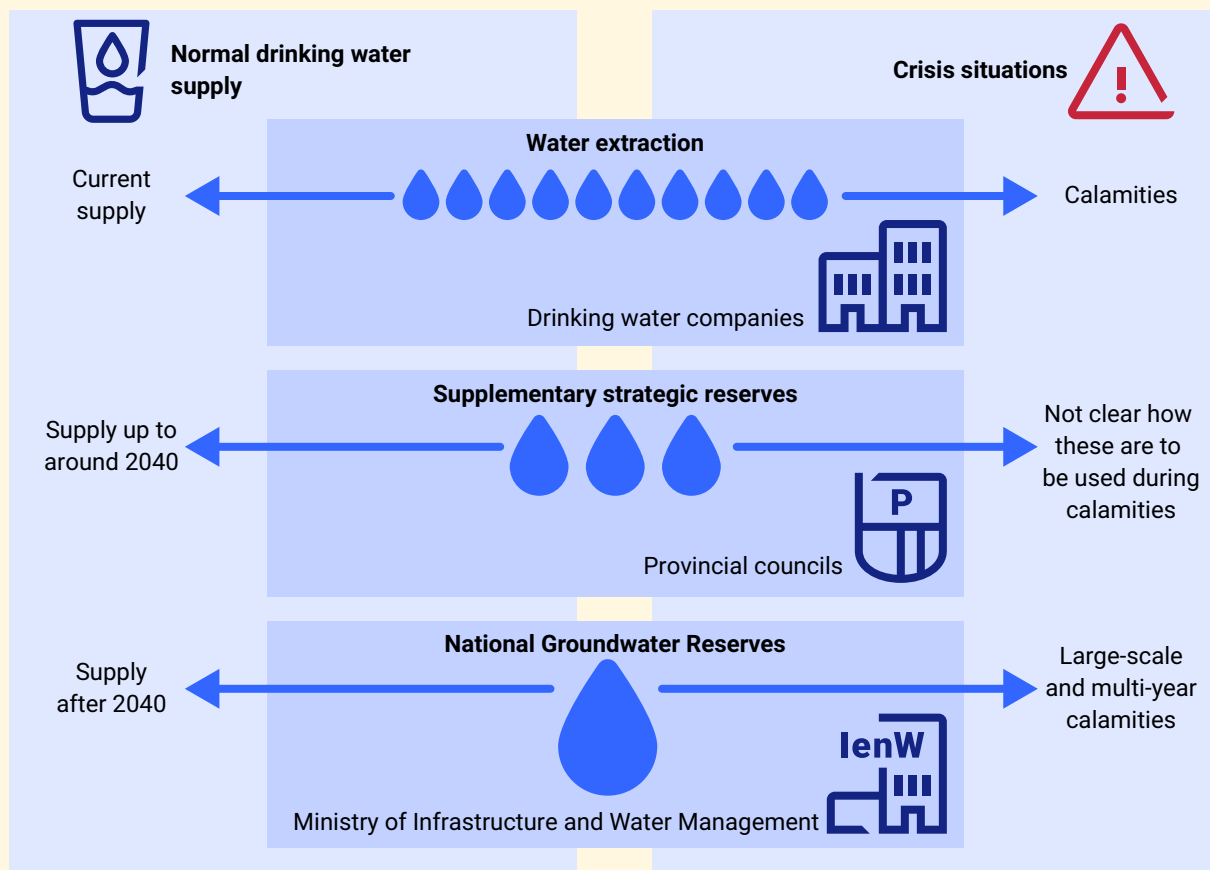 Normal drinking water
supply
Crisis situations
Water extraction
Current
supply
Calamities
Drinking water companies
Supplementary strategic reserves
Supply up to
around 2040
Not clear how
these are to
be used during
calamities
P
Provincial councils
National Groundwater Reserves
Supply
after 2040
Large-scale
and multi-year
calamities
IenW
Ministry of Infrastructure and Water Management